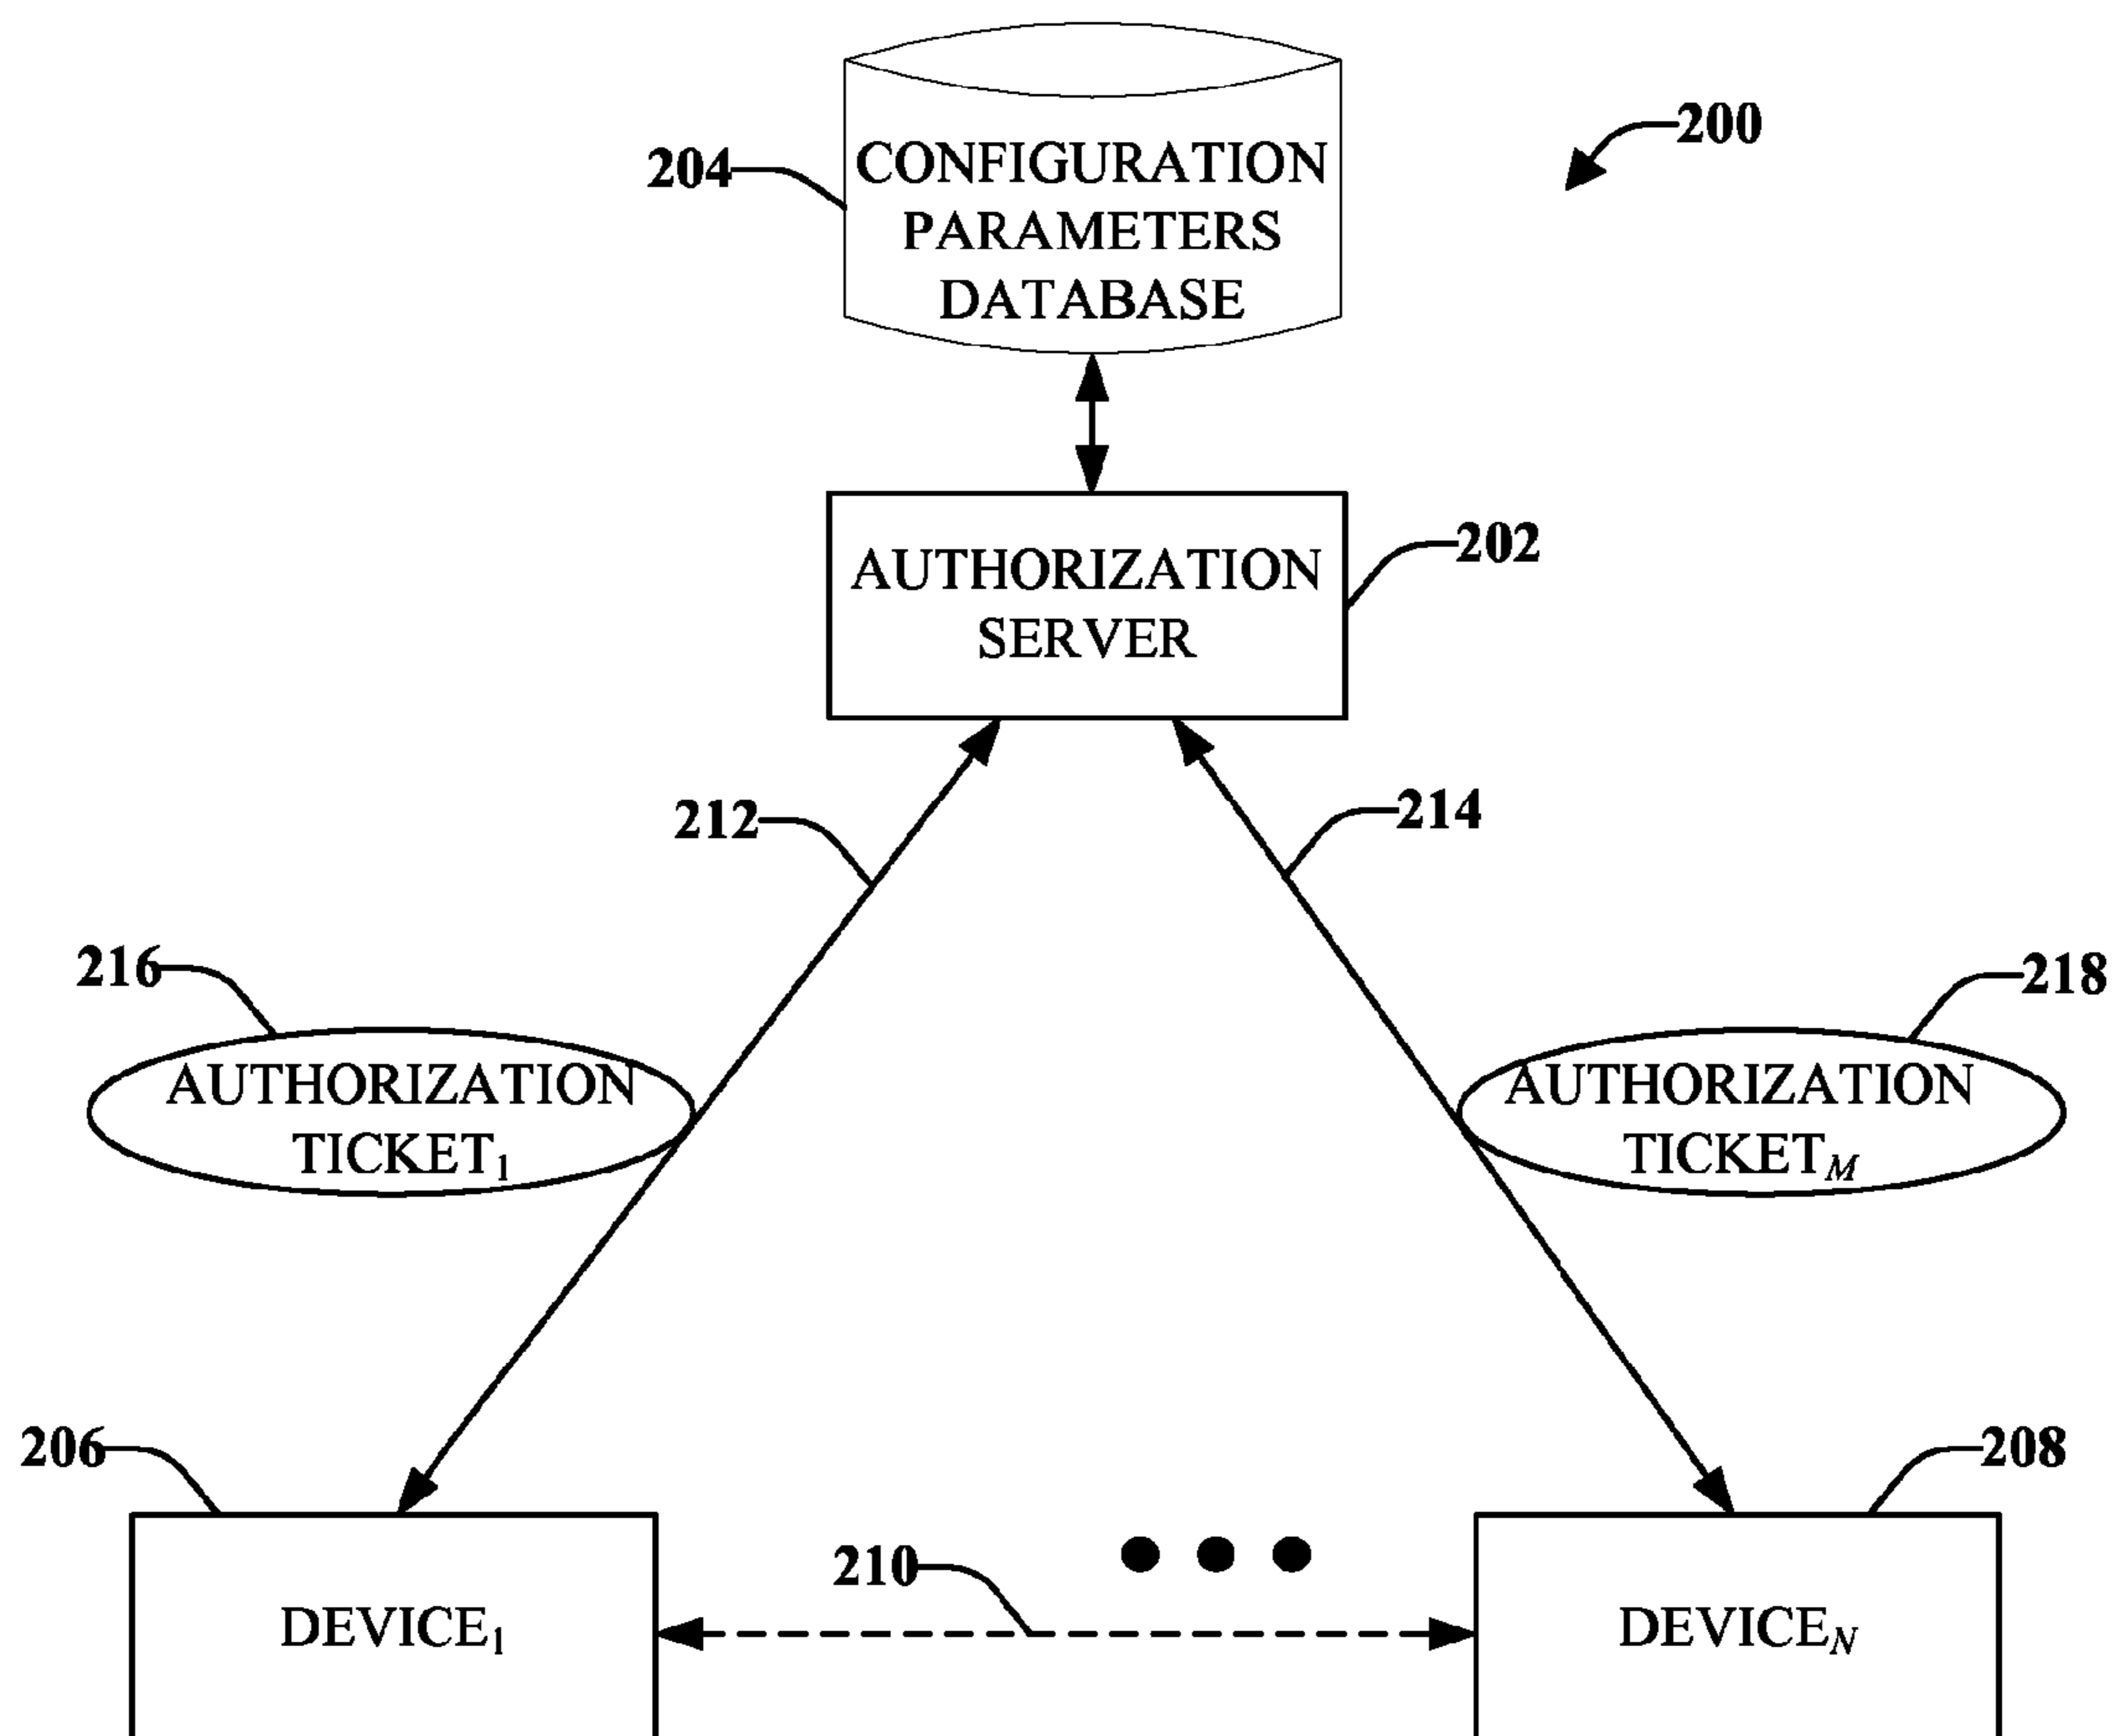 200
204
CONFIGURATION
PARAMETERS
DATABASE
202
AUTHORIZATION
SERVER
212
214
216
218
AUTHORIZATION
TICKET1
AUTHORIZATION
TICKETM
206
208
210
DEVICE1
DEVICEN